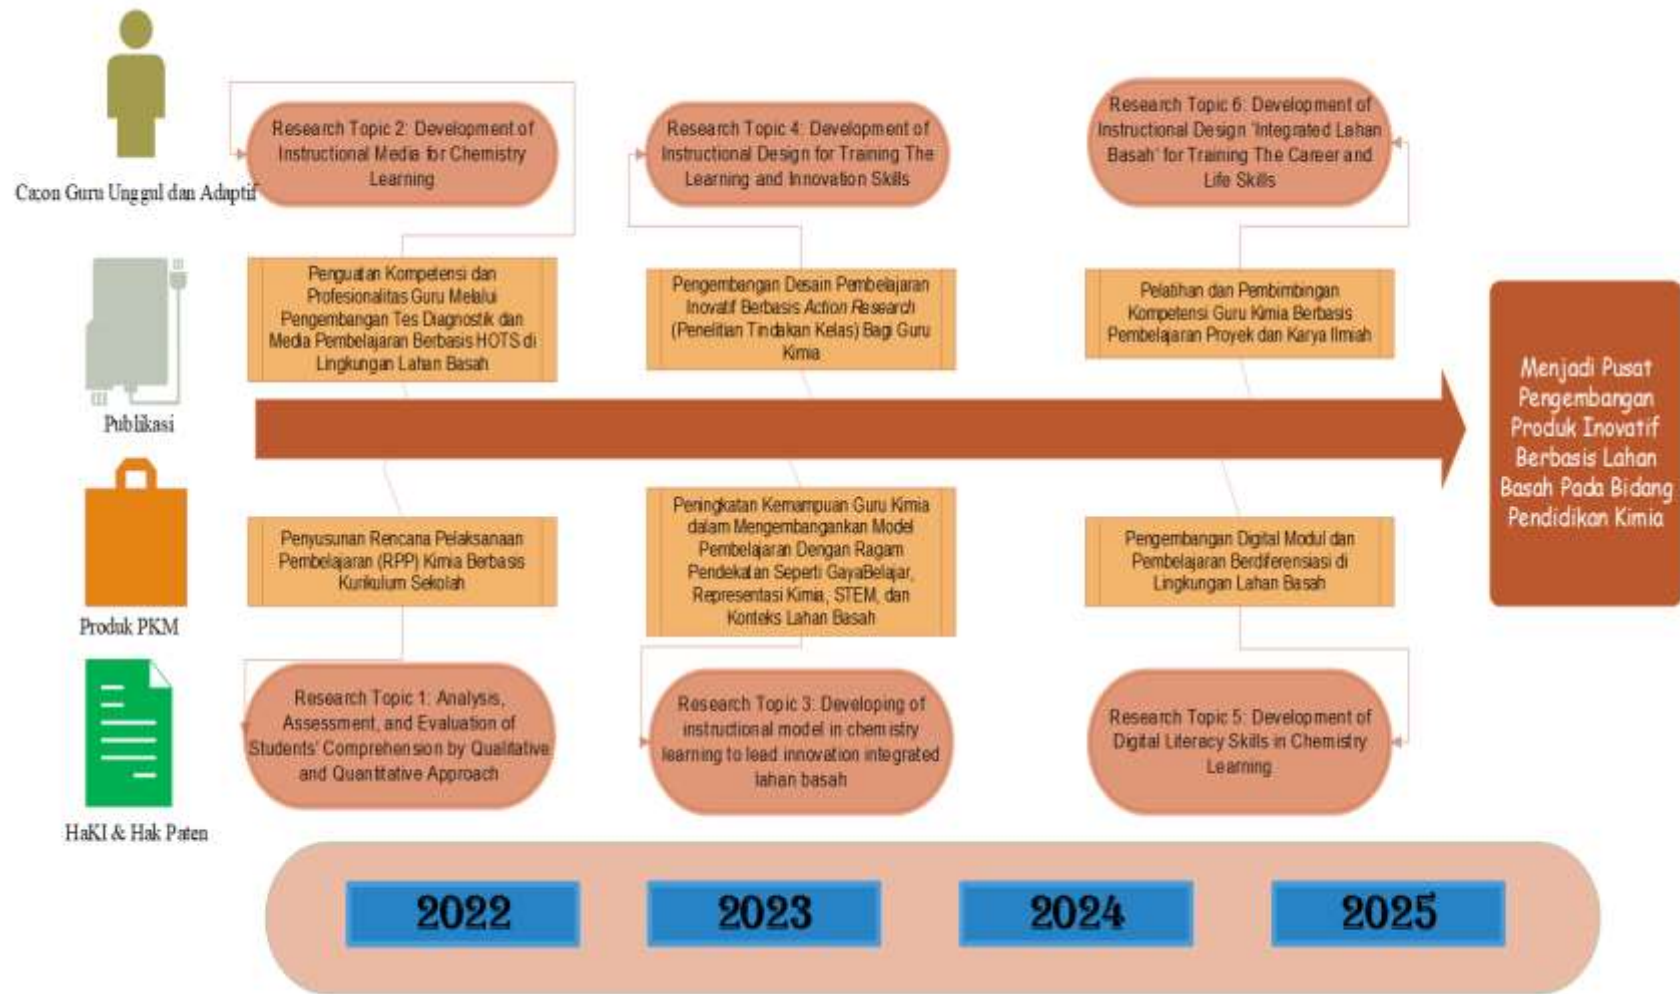 Ca:on Guru Unggul dan Adaptif
Publikasi
Produk PKM
HaKI & Hak Paten
Research Topic 2: Development of
Instructional Media for Chemistry
Learning
Research Topic 4: Development of
Instructional Design for Training The
Learning and Innovation Skills
Research Topic 6: Development of
Instructional Design 'Integrated Lahan
Basah' for Training The Career and
Life Skills
Penguatan Kompetensi dan
Profesionalitas Guru Melalui
Pengembangan Tes Diagnostik dan
Media Pembelajaran Berbasis HOTS di
Lingkungan Lahan Basah
Pengembangan Desain Pembelajaran
Inovatif Berbasis Action Research
(Penelitian Tindakan Kelas) Bagi Guru
Kimia
Pelatihan dan Pembimbingan
Kompetensi Guru Kimia Berbasis
Pembelajaran Proyek dan Karya Ilmiah
Menjadi Pusat
Pengembangan
Produk Inovatif
Berbasis Lahan
Basah Pada Bidang
Pendidikan Kimia
Penyusunan Rencana Pelaksanaan
Pembelajaran (RPP) Kimia Berbasis
Kurikulum Sekolah
Peningkatan Kemampuan Guru Kimia
dalam Mengembangankan Model
Pembelajaran Dengan Ragam
Pendekatan Seperti GayaBelajar,
Representasi Kimia, STEM, dan
Konteks Lahan Basah
Pengembangan Digital Modul dan
Pembelajaran Berdiferensiasi di
Lingkungan Lahan Basah
Research Topic 1: Analysis,
Assessment, and Evaluation of
Students' Comprehension by Qualitative
and Quantitative Approach
Research Topic 3: Developing of
instructional model in chemistry
learning to lead innovation integrated
lahan basah
Research Topic 5: Development of
Digital Literacy Skills in Chemistry
Learning
2022
2023
2024
2025